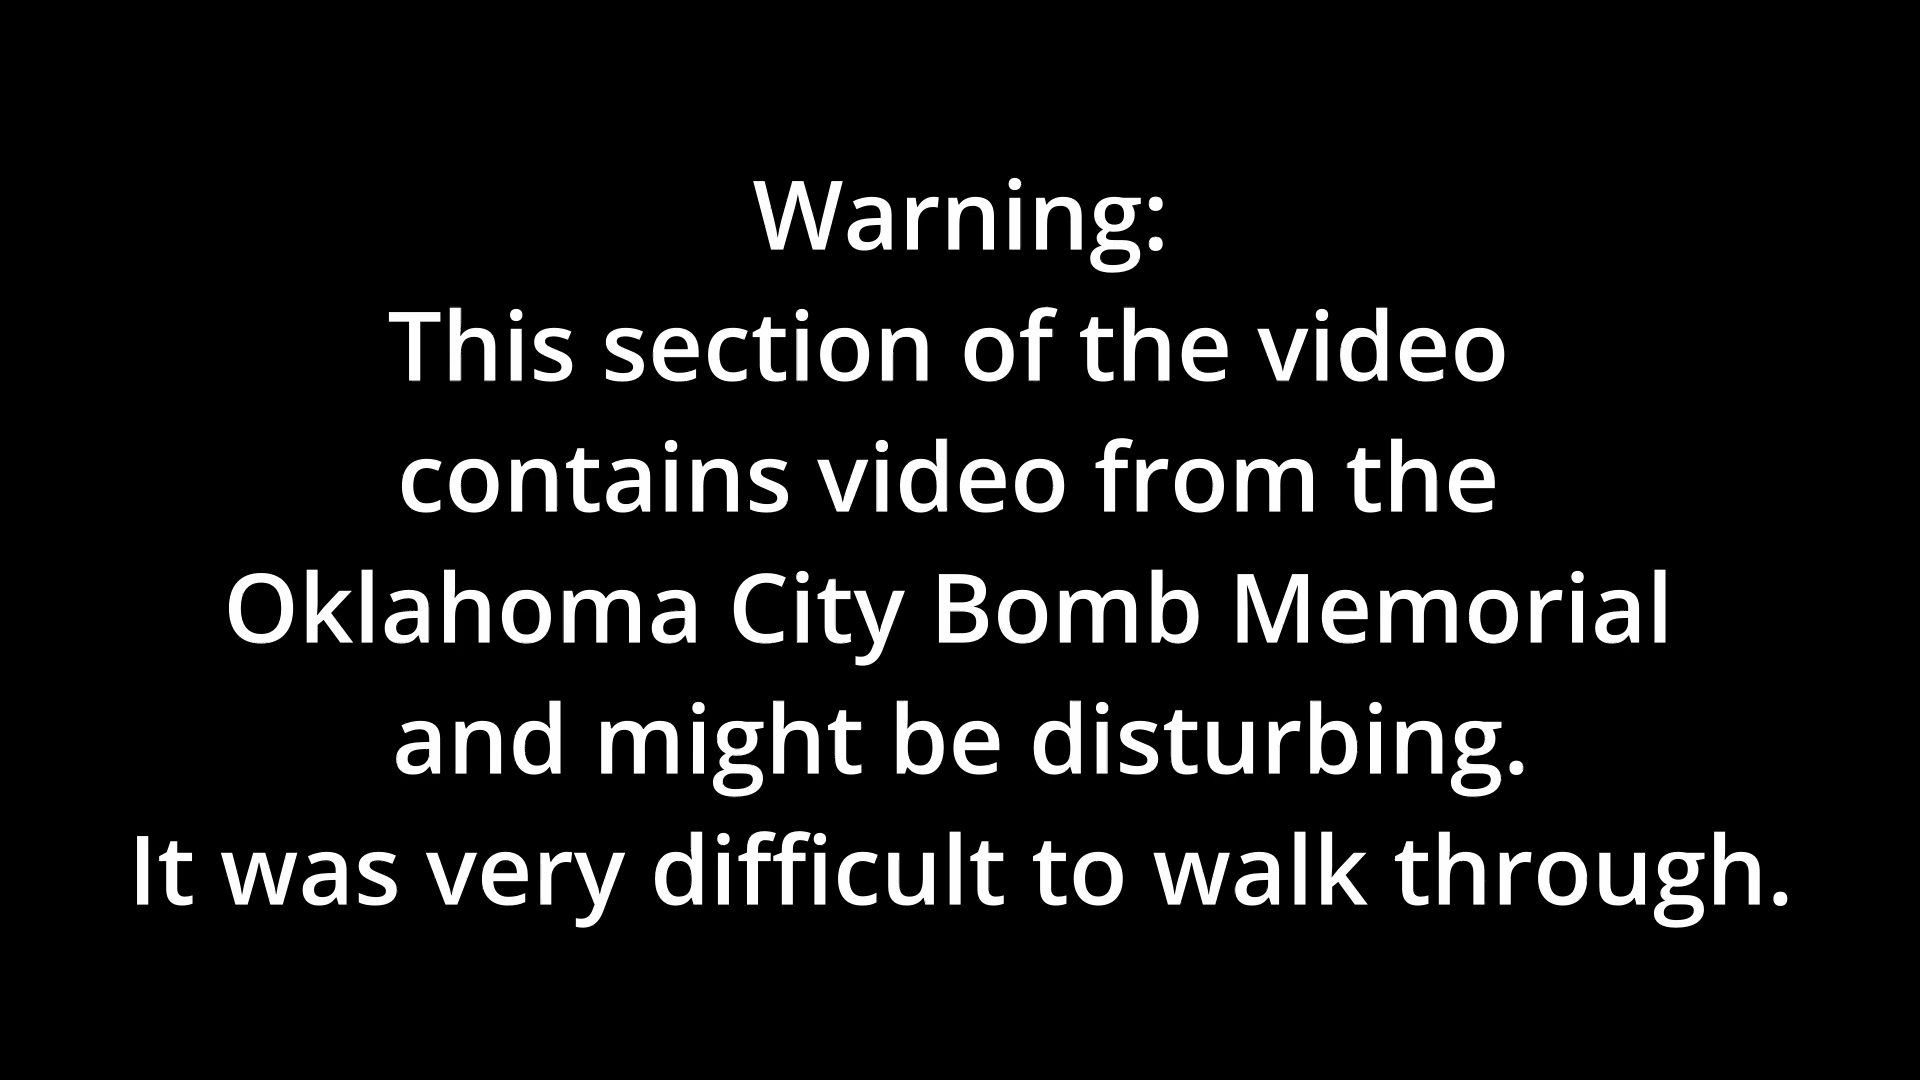 Warning:
This section of the video
contains video from the
Oklahoma City Bomb Memorial
and might be disturbing.
It was very difficult to walk through.